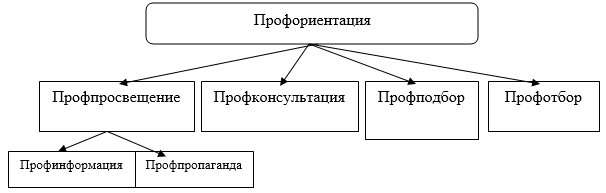 Профориентация
Профпросвещение
Профконсультация
Профподбор
Профотбор
Профинформация
Профпропаганда